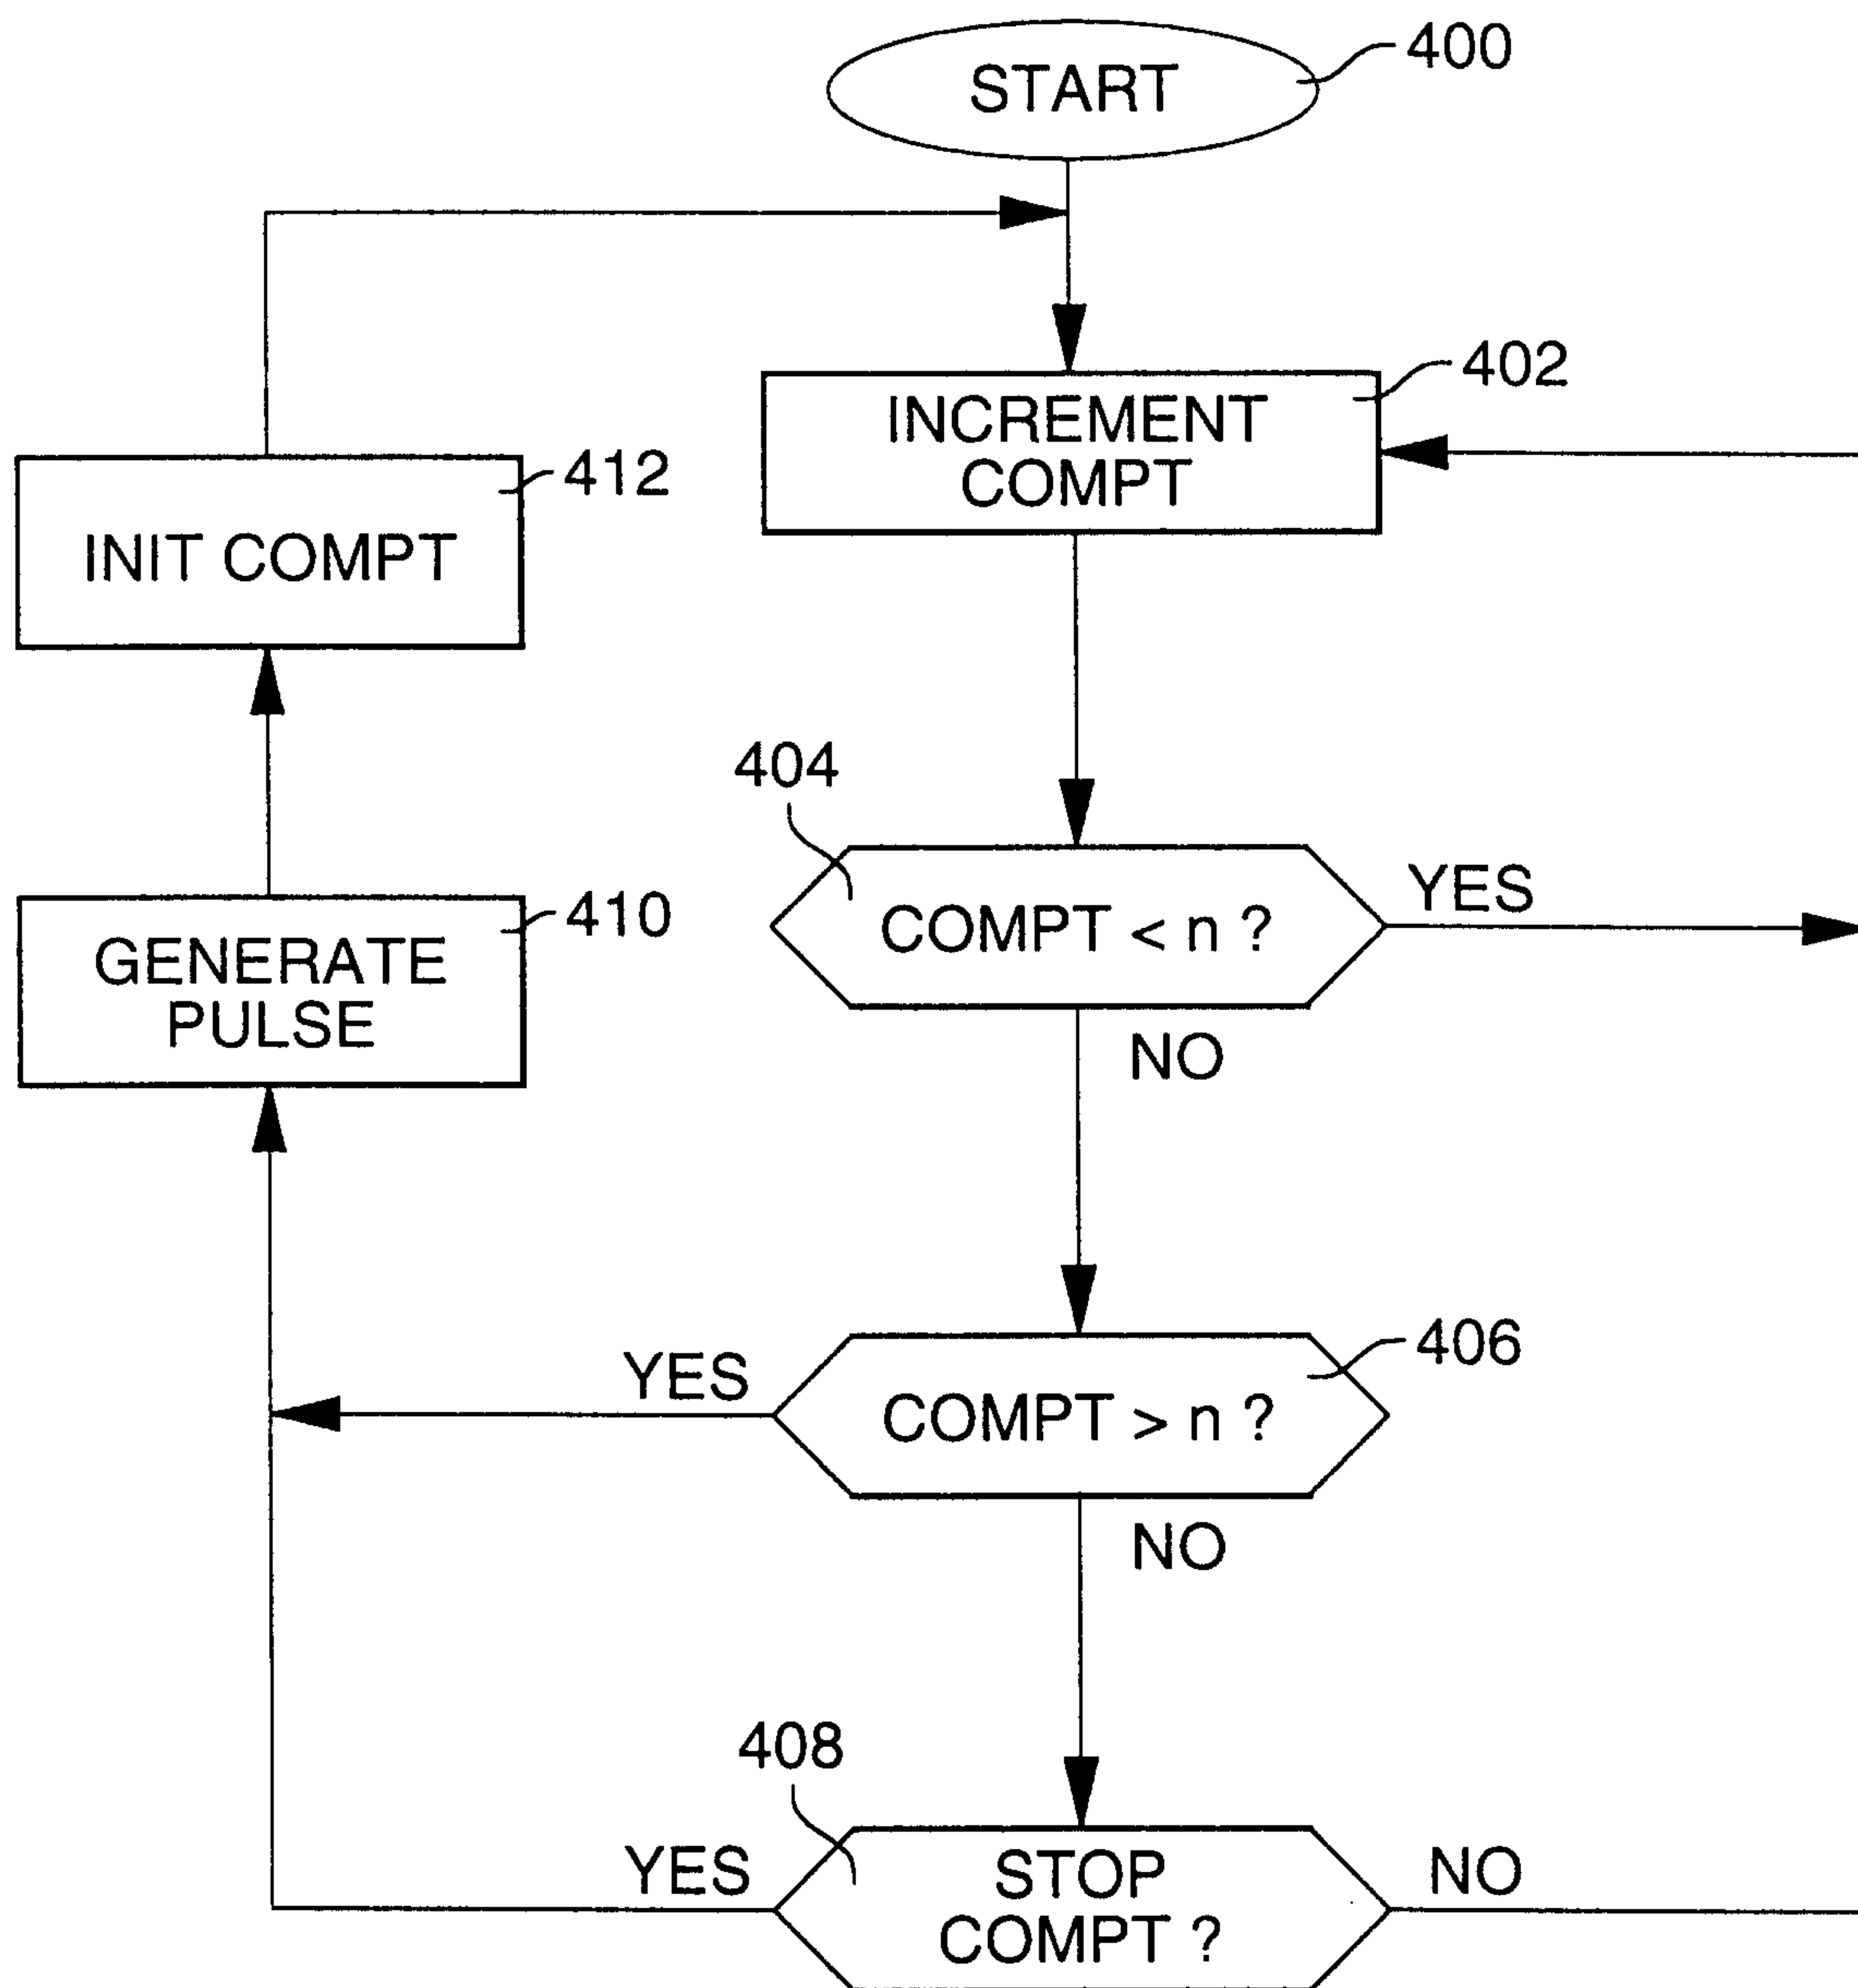 START
400
INCREMENT
COMPT
402
412
INIT COMPT
404
COMPT < n ?
YES
410
GENERATE
PULSE
NO
406
YES
COMPT > n ?
NO
408
YES
STOP
COMPT ?
NO